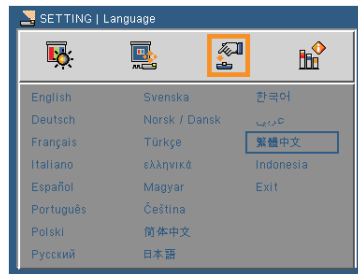 SETTING | Language
English Svenska 한국어
Deutsch Norsk / Dansk عربي
Français Türkçe 繁體中文
Italiano ελληνικά Indonesia
Español Magyar Exit
Português Čeština
Polski 简体中文
Русский 日本語